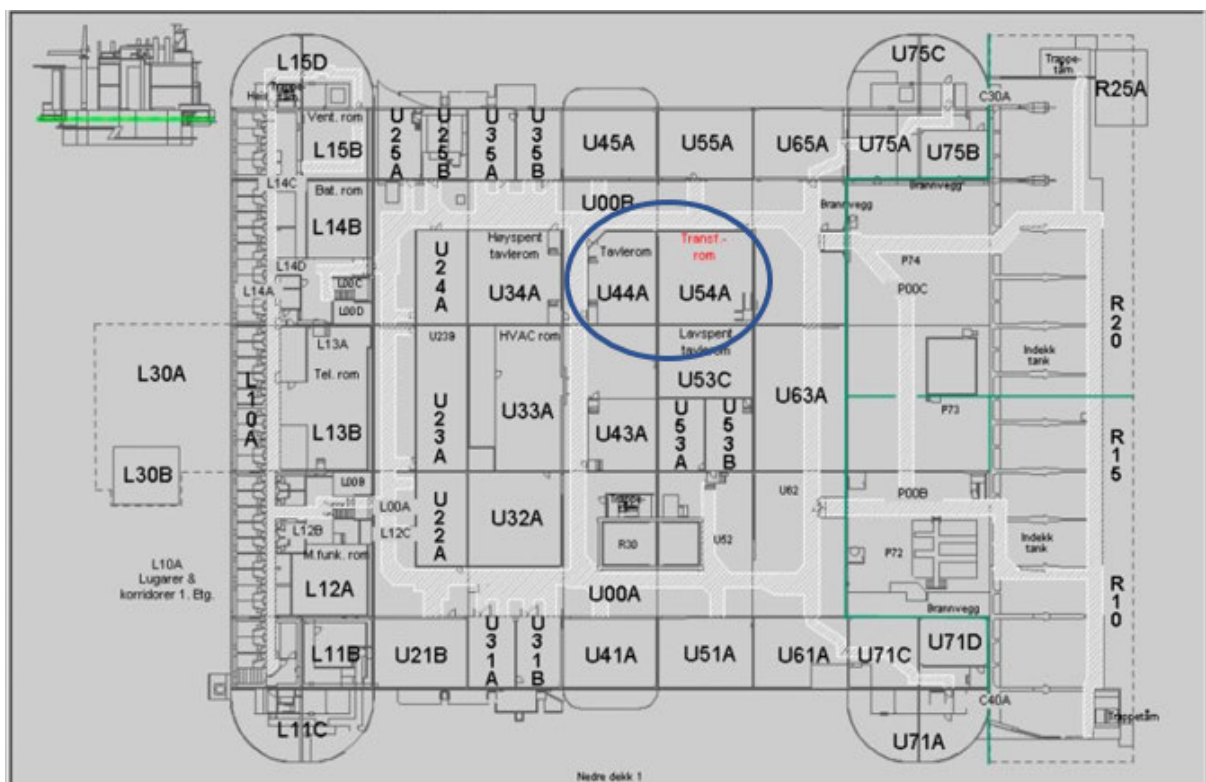 L15D
U75C
Trappe-
tårn
R25A
C30A
Vent. rom
L15B
U25A
U25B
U35A
U35B
U45A
U55A
U65A
U75A
U75B
L14C
Bat. rom
L14B
U00B
Brannvegg
Brannvegg
Høyspent
tavlerom
Tavlerom
Transf.-
rom
U24A
U34A
U44A
U54A
P74
P00C
L14D
L14A
L00C
L00D
L13A
U23B
HVAC rom
Lavspent
tavlerom
R20
Indekk
tank
L30A
L10A
Tel. rom
U53C
U33A
U63A
P73
L13B
U23A
U43A
U53A
U53B
R15
L30B
L00B
U62
P00B
L00A
L12B
L12C
U22A
U32A
Trappe-
R30
U52
P72
Indekk
tank
M.funk. rom
L10A
Lugarer &
korridorer 1. Etg.
L12A
U00A
Brannvegg
R10
L11B
U21B
U31A
U31B
U41A
U51A
U61A
U71C
U71D
C40A
L11C
U71A
Trappetårn
Nedre dekk 1